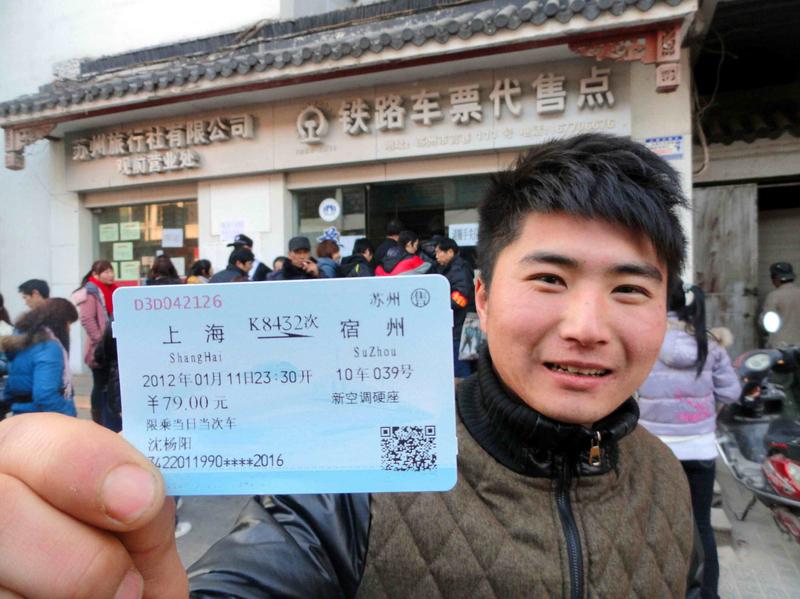 苏州旅行社有限公司
观前营业处
铁路车票代售点
D3D042126
苏州 售
上海 K8432次 宿州
ShangHai SuZhou
2012年01月11日23:30开 10车039号
￥79.00元 新空调硬座
限乘当日当次车
沈杨阳
3422011990****2016